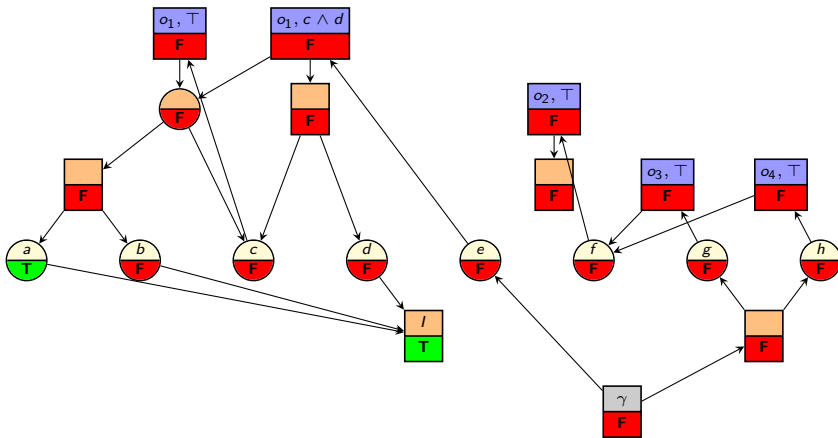 o₁, ⊤ o₁, c ∧ d
F F
F F
o₂, ⊤
F
F F
o₃, ⊤ o₄, ⊤
F F
a b c d e f g h
T F F F F F F F
I
T F
γ
F